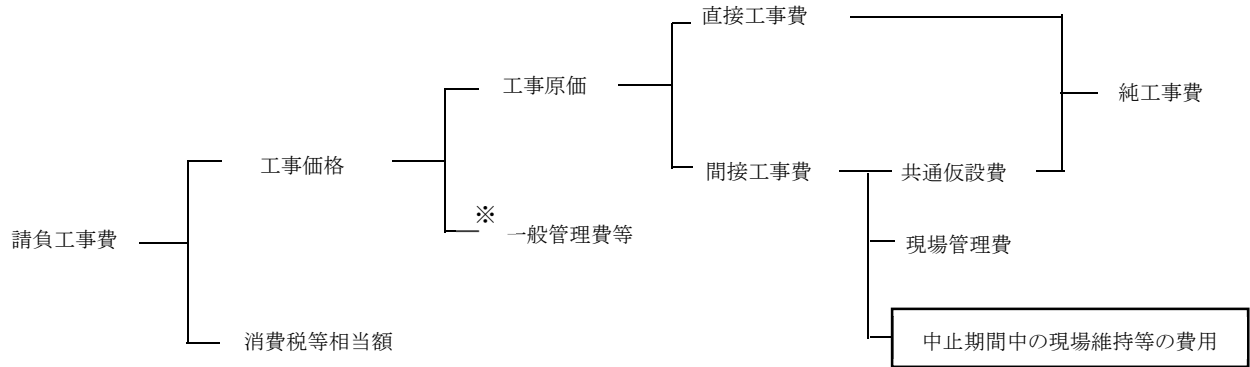 直接工事費
工事原価
純工事費
工事価格
間接工事費
共通仮設費
※
一般管理費等
請負工事費
現場管理費
消費税等相当額
中止期間中の現場維持等の費用